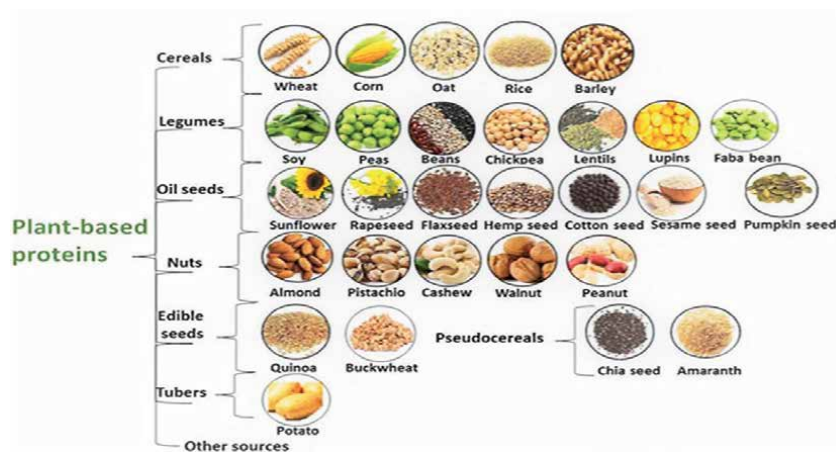 Cereals
Wheat Corn Oat Rice Barley
Legumes
Soy Peas Beans Chickpea Lentils Lupins Faba bean
Oil seeds
Sunflower Rapeseed Flaxseed Hemp seed Cotton seed Sesame seed Pumpkin seed
Plant-based
proteins
Nuts
Almond Pistachio Cashew Walnut Peanut
Edible
seeds
Quinoa Buckwheat
Pseudocereals
Chia seed Amaranth
Tubers
Potato
Other sources